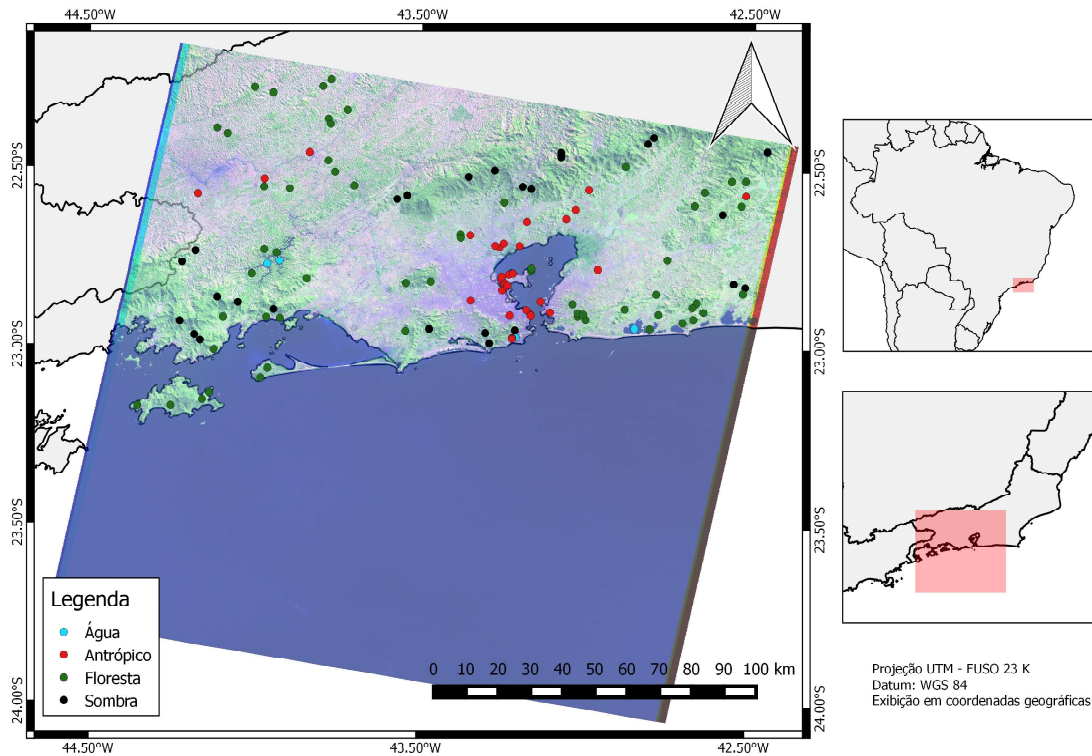 44.50°W 43.50°W 42.50°W
22.50°S 22.50°S
23.00°S 23.00°S
23.50°S 23.50°S
24.00°S 24.00°S
Legenda
Água
Antrópico
Floresta
Sombra
0 10 20 30 40 50 60 70 80 90 100 km
44.50°W 43.50°W 42.50°W
Projeção UTM - FUSO 23 K
Datum: WGS 84
Exibição em coordenadas geográficas